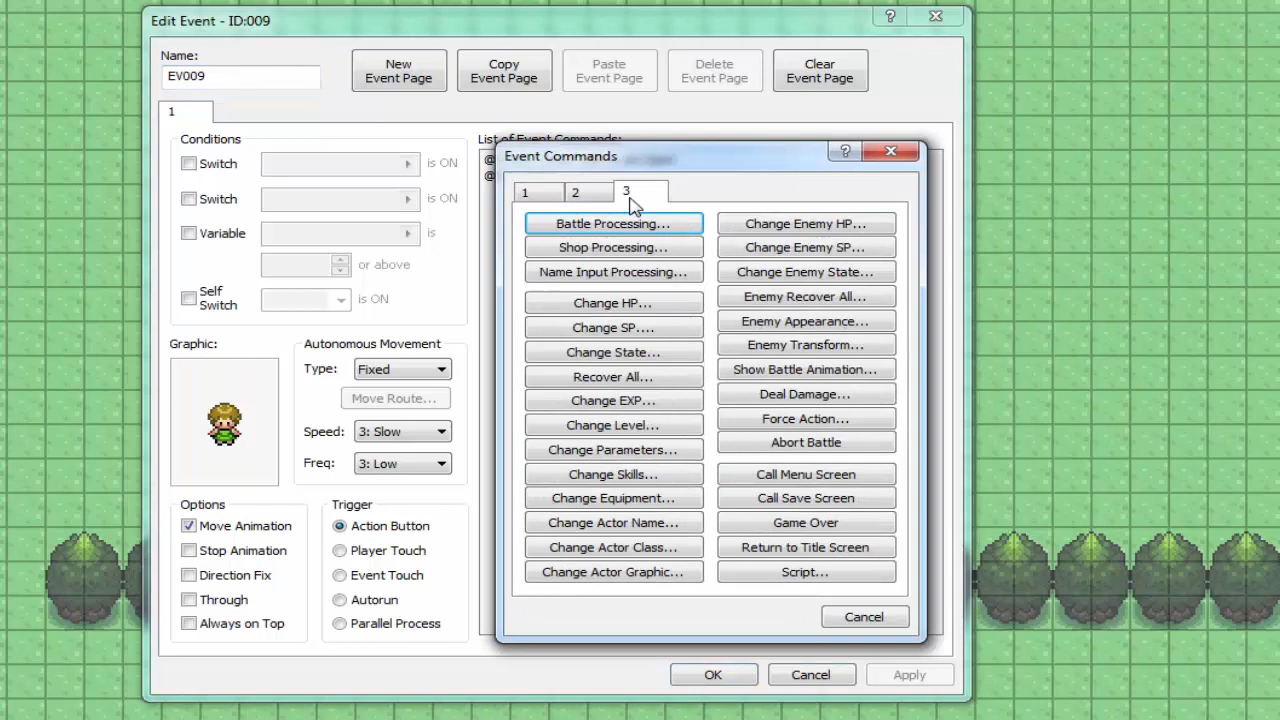 Edit Event - ID:009
?
Name:
EV009
New
Event Page
Copy
Event Page
Paste
Event Page
Delete
Event Page
Clear
Event Page
1
Conditions
Switch
is ON
Switch
is ON
Variable
is
or above
Self
Switch
is ON
Graphic:
Autonomous Movement
Type:
Fixed
Move Route...
Speed:
3: Slow
Freq:
3: Low
Options
Move Animation
Stop Animation
Direction Fix
Through
Always on Top
Trigger
Action Button
Player Touch
Event Touch
Autorun
Parallel Process
List of Event Commands:
@
@
Event Commands
?
1
2
3
Battle Processing...
Shop Processing...
Name Input Processing...
Change HP...
Change SP....
Change State...
Recover All...
Change EXP...
Change Level...
Change Parameters...
Change Skills...
Change Equipment...
Change Actor Name...
Change Actor Class...
Change Actor Graphic...
Change Enemy HP...
Change Enemy SP...
Change Enemy State...
Enemy Recover All...
Enemy Appearance...
Enemy Transform...
Show Battle Animation...
Deal Damage...
Force Action...
Abort Battle
Call Menu Screen
Call Save Screen
Game Over
Return to Title Screen
Script...
Cancel
OK
Cancel
Apply